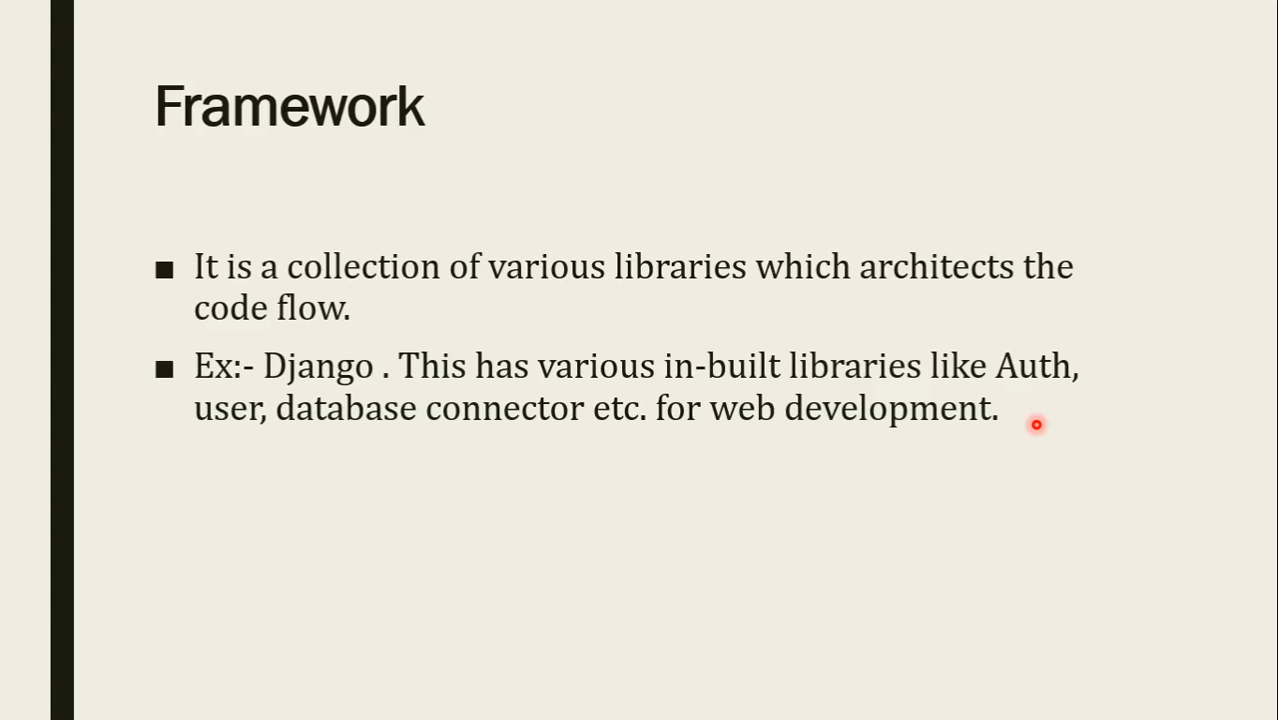 Framework
■ It is a collection of various libraries which architects the
code flow.
■ Ex:- Django . This has various in-built libraries like Auth,
user, database connector etc. for web development.